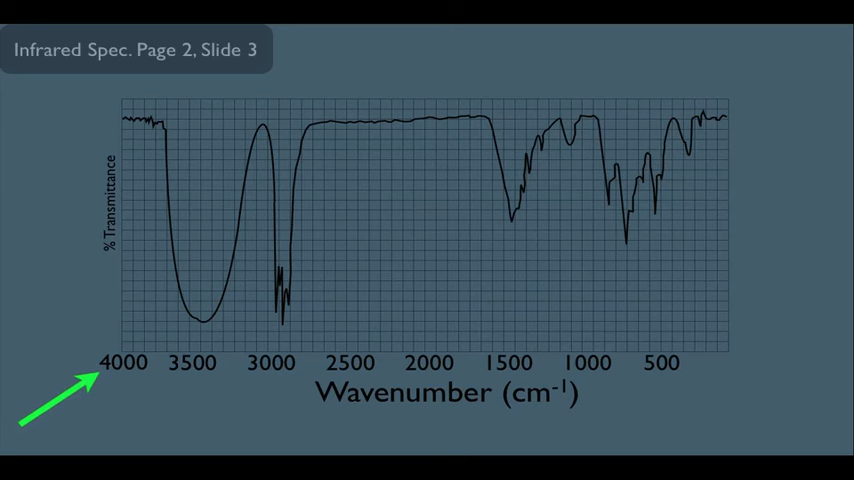 Infrared Spec. Page 2, Slide 3
% Transmittance
4000 3500 3000 2500 2000 1500 1000 500
Wavenumber (cm-1)